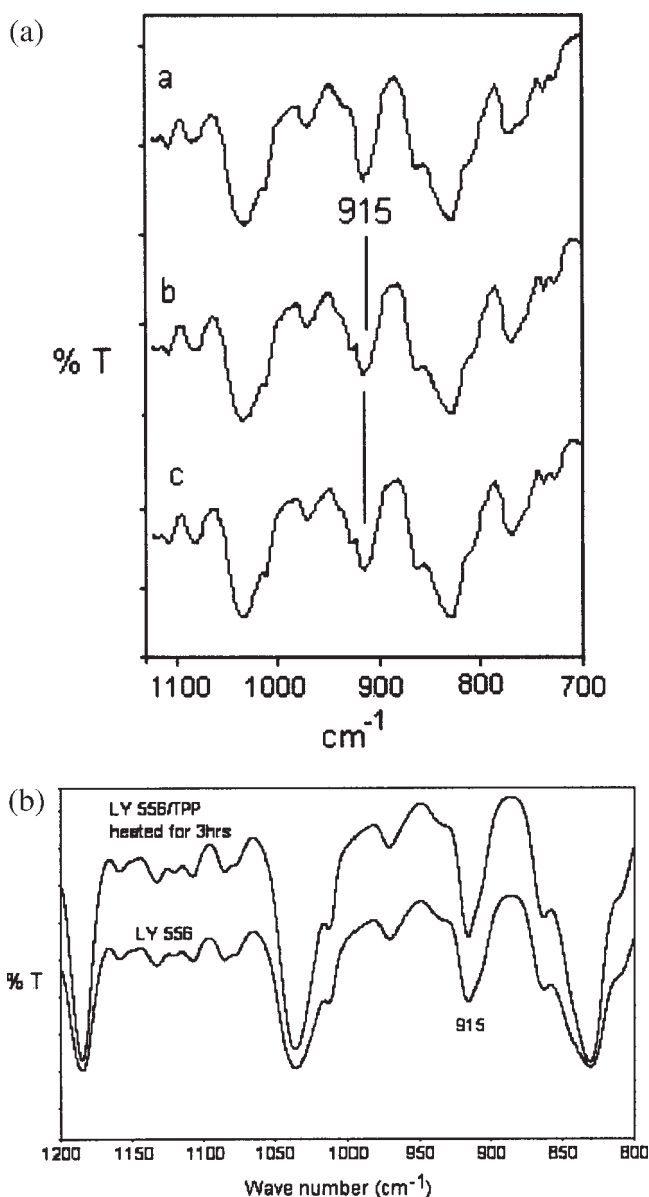 (a)
a
915
b
% T
c
1100 1000 900 800 700
cm-1
(b)
LY 556/TPP
heated for 3hrs
LY 556
% T
915
1200 1150 1100 1050 1000 950 900 850 800
Wave number (cm-1)